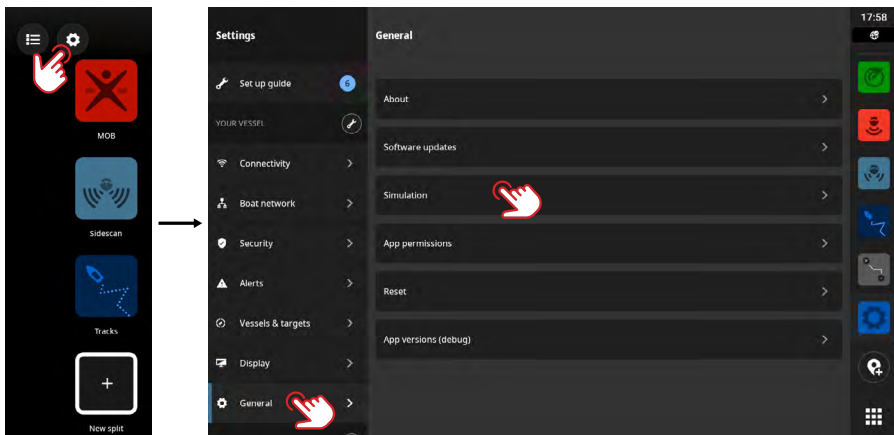 MOB
Sidescan
Tracks
New split
Settings
Set up guide
6
YOUR VESSEL
Connectivity
Boat network
Security
Alerts
Vessels & targets
Display
General
General
About
Software updates
Simulation
App permissions
Reset
App versions (debug)
17:58